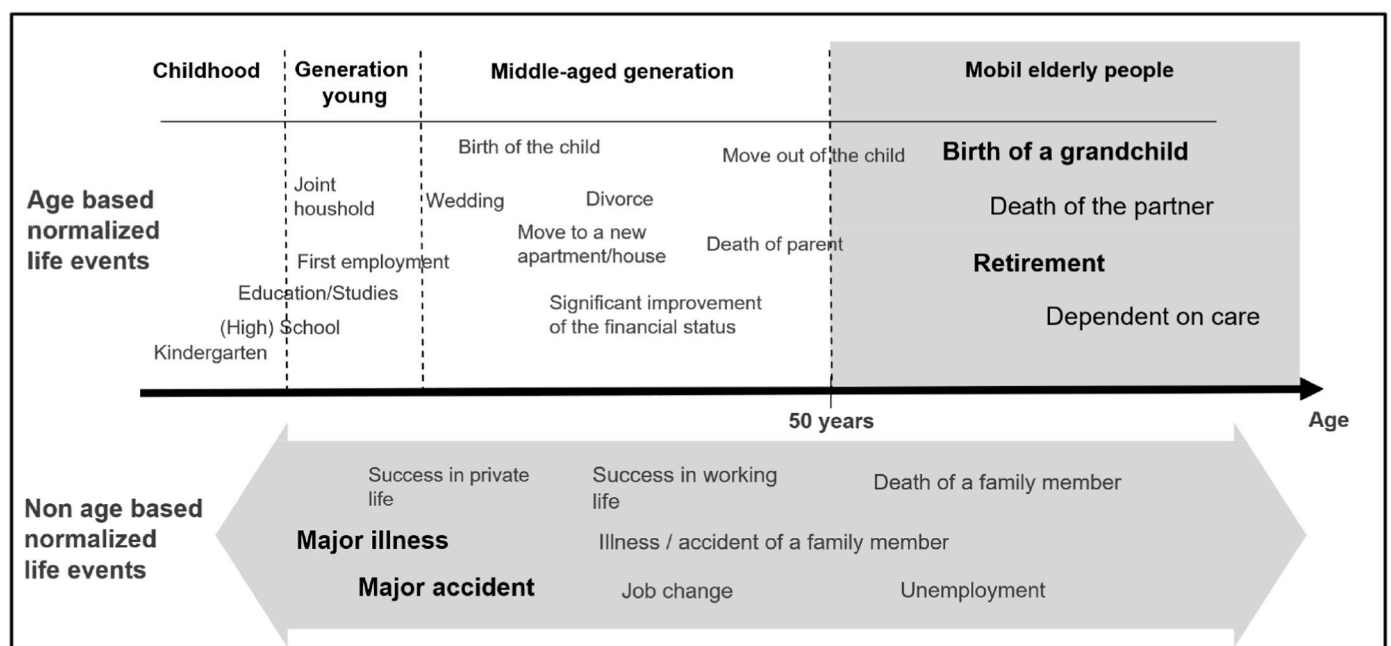 Childhood
Generation
young
Middle-aged generation
Mobil elderly people
Age based
normalized
life events
Birth of the child
Move out of the child
Birth of a grandchild
Joint
houshold
Wedding
Divorce
Death of the partner
Move to a new
apartment/house
Death of parent
First employment
Retirement
Education/Studies
Significant improvement
of the financial status
Dependent on care
(High) School
Kindergarten
50 years
Age
Non age based
normalized
life events
Success in private
life
Success in working
life
Death of a family member
Major illness
Illness / accident of a family member
Major accident
Job change
Unemployment